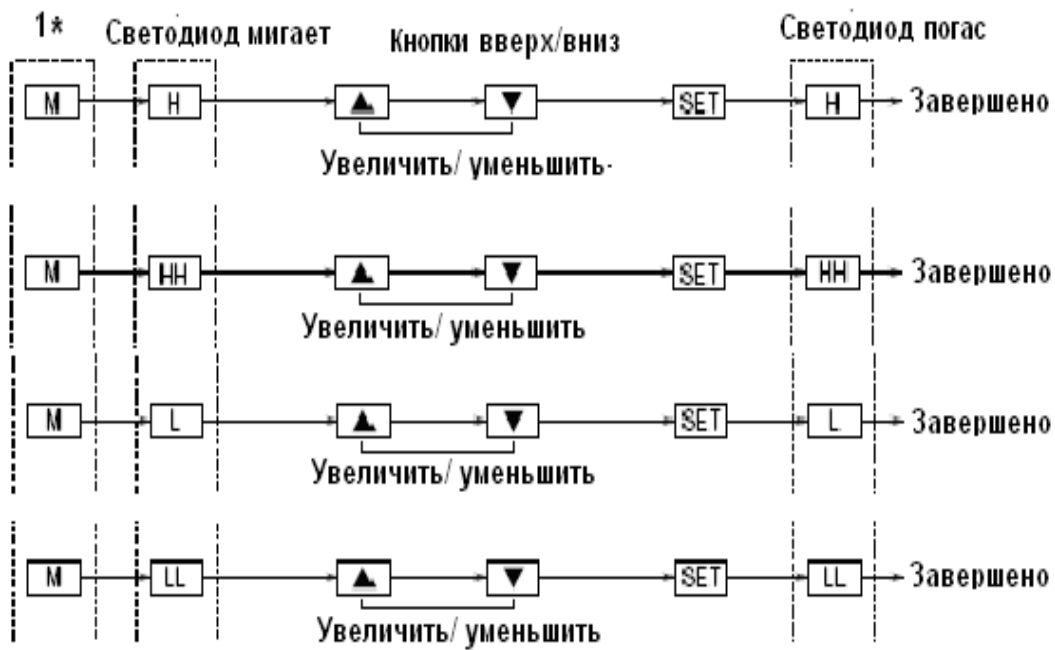 1* Светодиод мигает Кнопки вверх/вниз Светодиод погас
M H ▲ ▼ SET H Завершено
Увеличить/ уменьшить-
M HH ▲ ▼ SET HH Завершено
Увеличить/ уменьшить
M L ▲ ▼ SET L Завершено
Увеличить/ уменьшить
M LL ▲ ▼ SET LL Завершено
Увеличить/ уменьшить